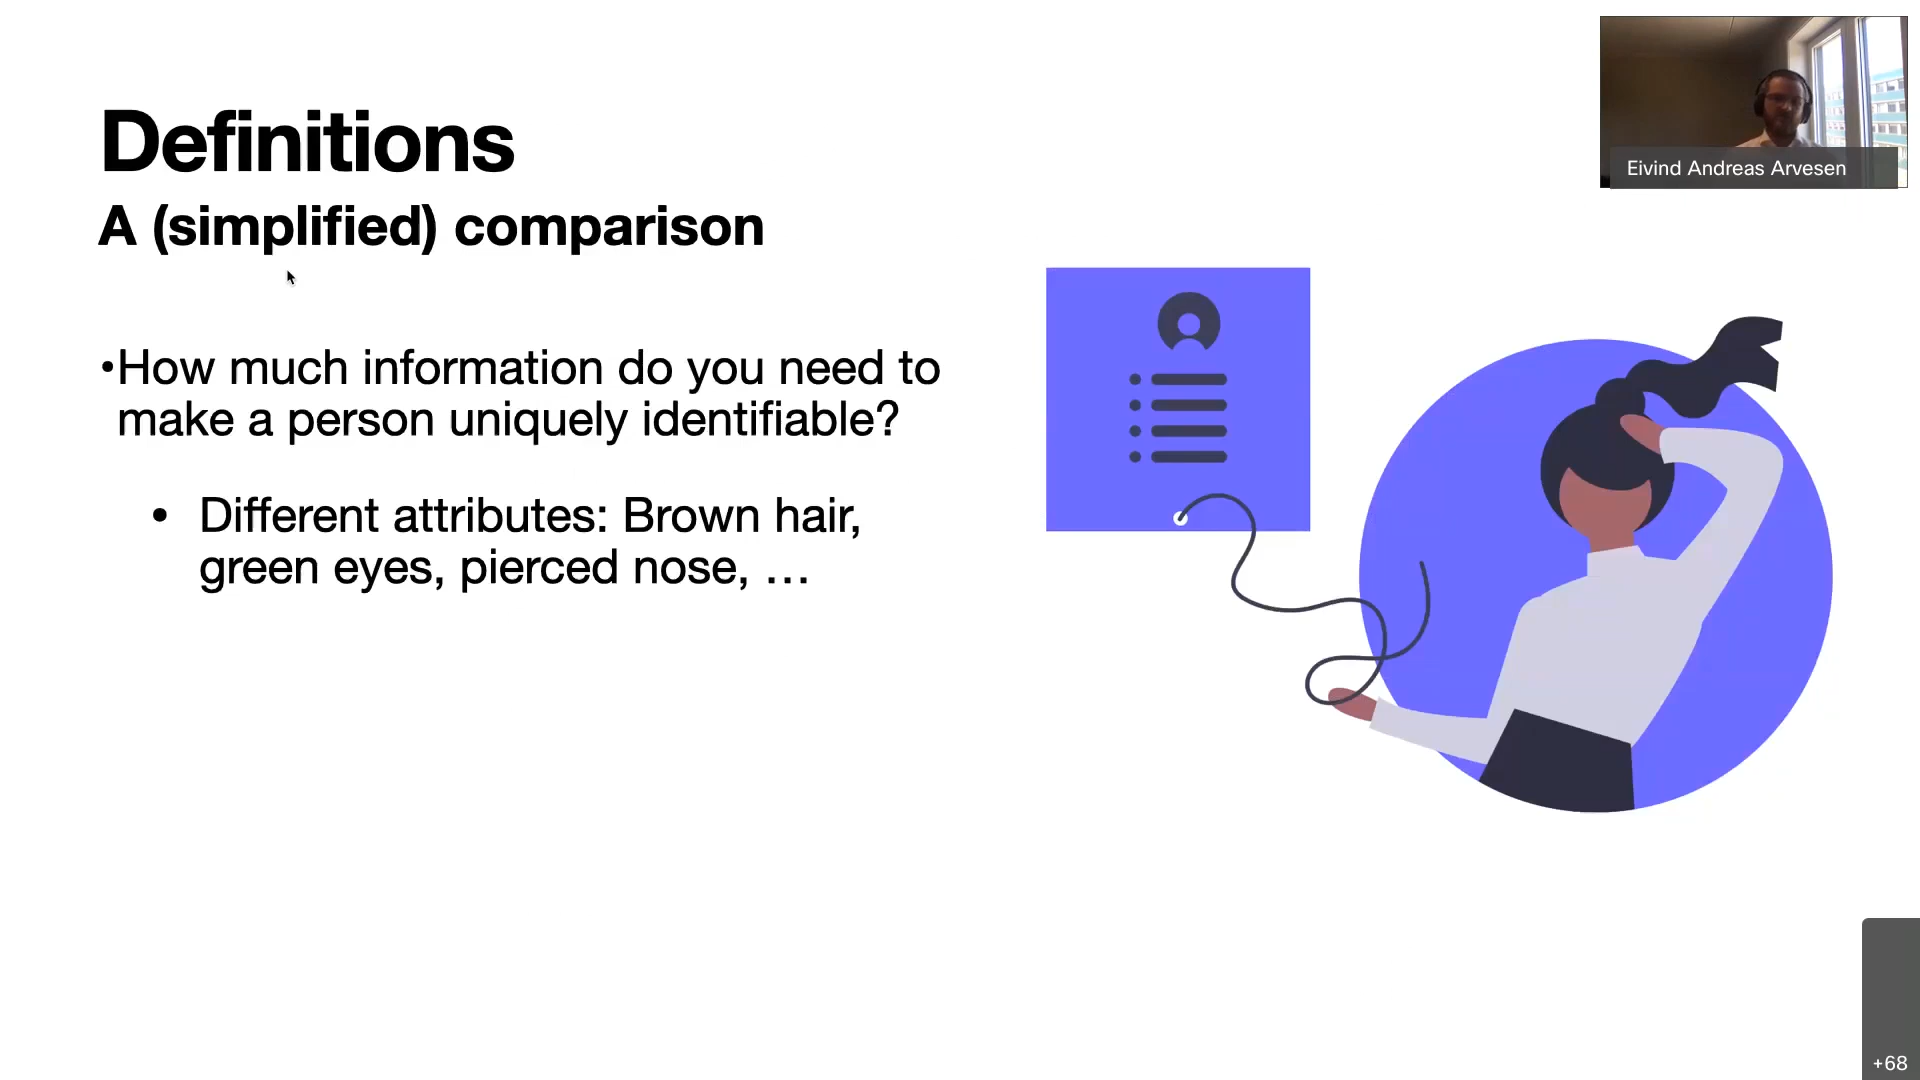 Definitions
A (simplified) comparison
•How much information do you need to
make a person uniquely identifiable?
• Different attributes: Brown hair,
green eyes, pierced nose, …
Eivind Andreas Arvesen
+68